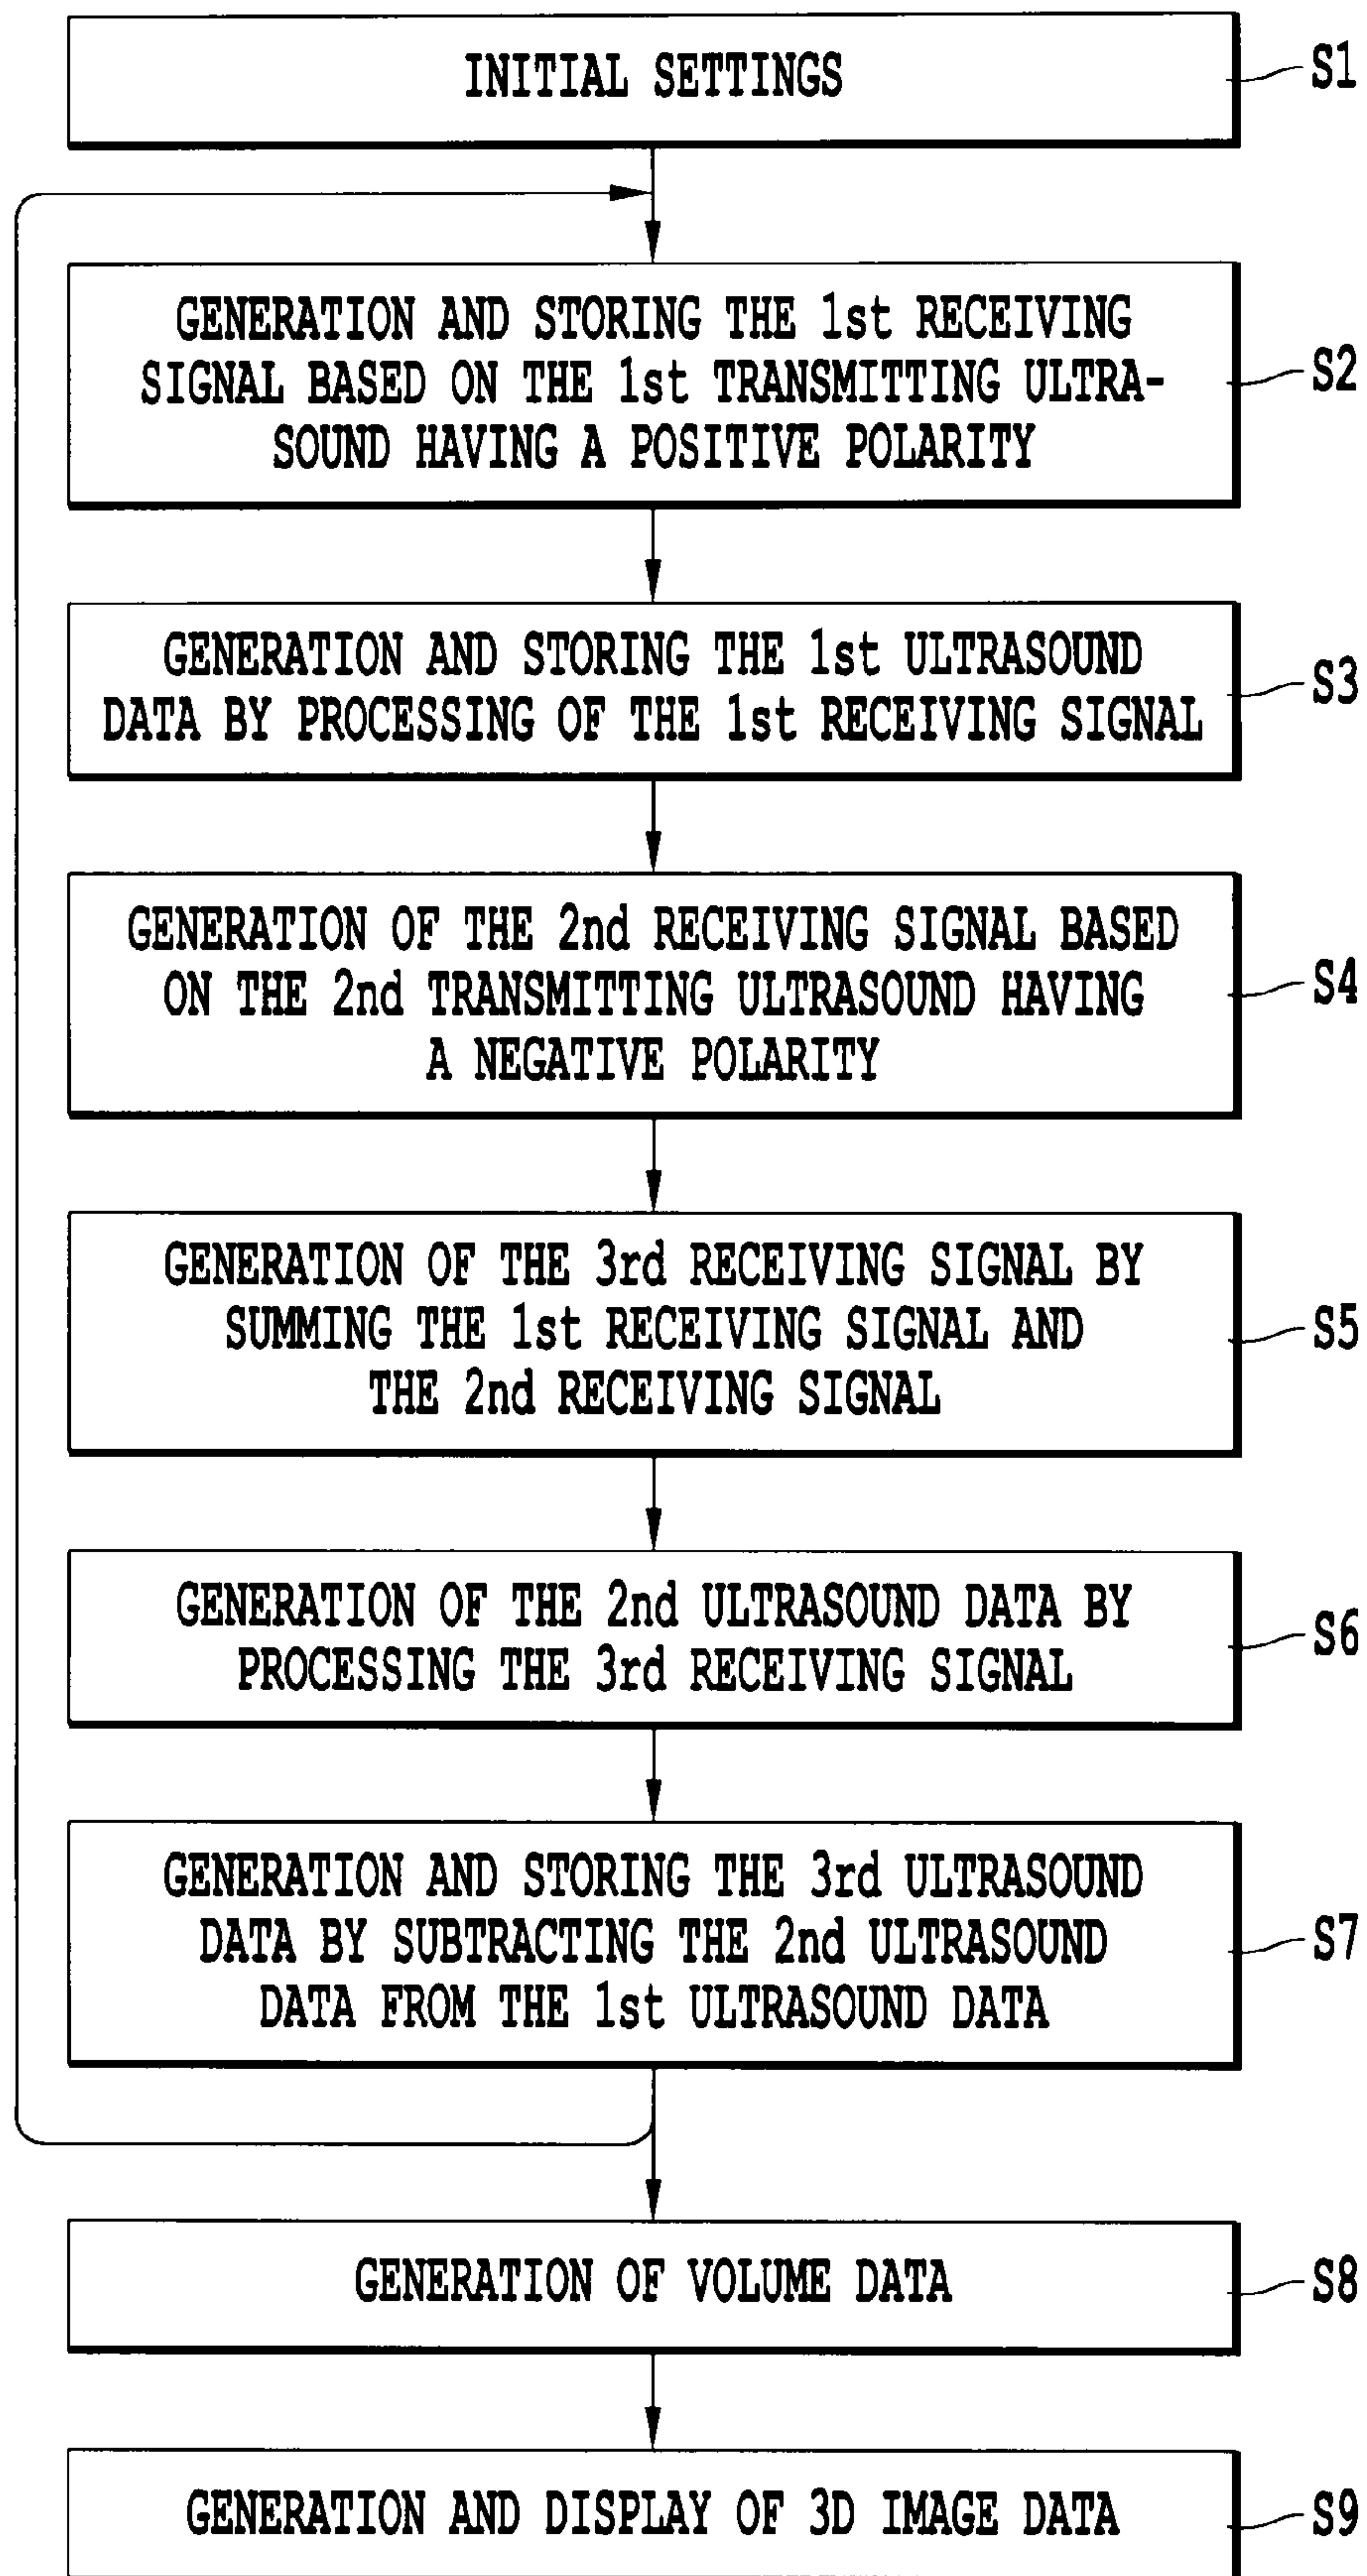 INITIAL SETTINGS
S1
GENERATION AND STORING THE 1st RECEIVING
SIGNAL BASED ON THE 1st TRANSMITTING ULTRA-
SOUND HAVING A POSITIVE POLARITY
S2
GENERATION AND STORING THE 1st ULTRASOUND
DATA BY PROCESSING OF THE 1st RECEIVING SIGNAL
S3
GENERATION OF THE 2nd RECEIVING SIGNAL BASED
ON THE 2nd TRANSMITTING ULTRASOUND HAVING
A NEGATIVE POLARITY
S4
GENERATION OF THE 3rd RECEIVING SIGNAL BY
SUMMING THE 1st RECEIVING SIGNAL AND
THE 2nd RECEIVING SIGNAL
S5
GENERATION OF THE 2nd ULTRASOUND DATA BY
PROCESSING THE 3rd RECEIVING SIGNAL
S6
GENERATION AND STORING THE 3rd ULTRASOUND
DATA BY SUBTRACTING THE 2nd ULTRASOUND
DATA FROM THE 1st ULTRASOUND DATA
S7
GENERATION OF VOLUME DATA
S8
GENERATION AND DISPLAY OF 3D IMAGE DATA
S9